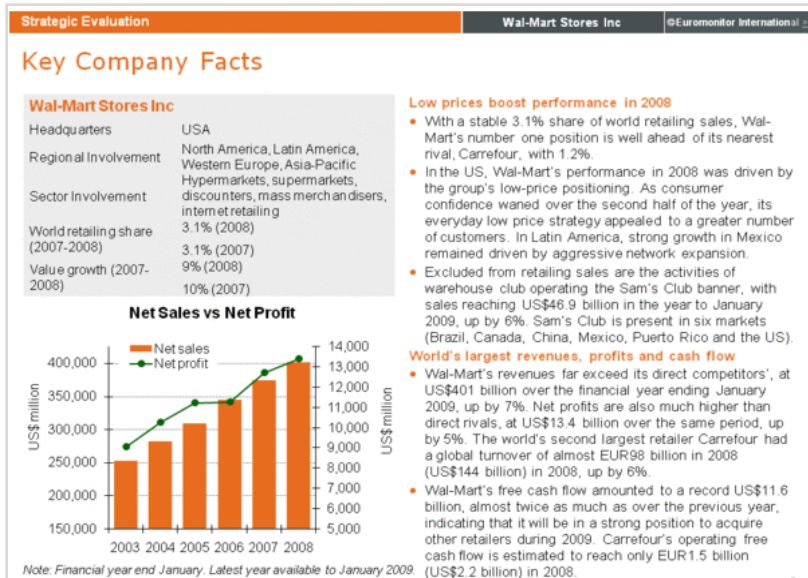 Strategic Evaluation
Wal-Mart Stores Inc
©Euromonitor International
Key Company Facts
Wal-Mart Stores Inc
Headquarters USA
Regional Involvement North America, Latin America, Western Europe, Asia-Pacific
Sector Involvement Hypermarkets, supermarkets, discounters, mass merchandisers, internet retailing
World retailing share (2007-2008) 3.1% (2008)
3.1% (2007)
Value growth (2007-2008) 9% (2008)
10% (2007)
Net Sales vs Net Profit
Net sales
Net profit
US$ million
400,000
350,000
300,000
250,000
200,000
150,000
14,000
13,000
12,000
11,000
10,000
9,000
8,000
7,000
6,000
5,000
US$ million
2003 2004 2005 2006 2007 2008
Note: Financial year end January. Latest year available to January 2009.
Low prices boost performance in 2008
• With a stable 3.1% share of world retailing sales, Wal-
Mart's number one position is well ahead of its nearest
rival, Carrefour, with 1.2%.
• In the US, Wal-Mart's performance in 2008 was driven by
the group's low-price positioning. As consumer
confidence waned over the second half of the year, its
everyday low price strategy appealed to a greater number
of customers. In Latin America, strong growth in Mexico
remained driven by aggressive network expansion.
• Excluded from retailing sales are the activities of
warehouse club operating the Sam's Club banner, with
sales reaching US$46.9 billion in the year to January
2009, up by 6%. Sam's Club is present in six markets
(Brazil, Canada, China, Mexico, Puerto Rico and the US).
World's largest revenues, profits and cash flow
• Wal-Mart's revenues far exceed its direct competitors', at
US$401 billion over the financial year ending January
2009, up by 7%. Net profits are also much higher than
direct rivals, at US$13.4 billion over the same period, up
by 5%. The world's second largest retailer Carrefour had
a global turnover of almost EUR98 billion in 2008
(US$144 billion) in 2008, up by 6%.
• Wal-Mart's free cash flow amounted to a record US$11.6
billion, almost twice as much as over the previous year,
indicating that it will be in a strong position to acquire
other retailers during 2009. Carrefour's operating free
cash flow is estimated to reach only EUR1.5 billion
(US$2.2 billion) in 2008.